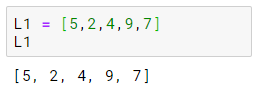 L1 = [5,2,4,9,7]
L1
[5, 2, 4, 9, 7]